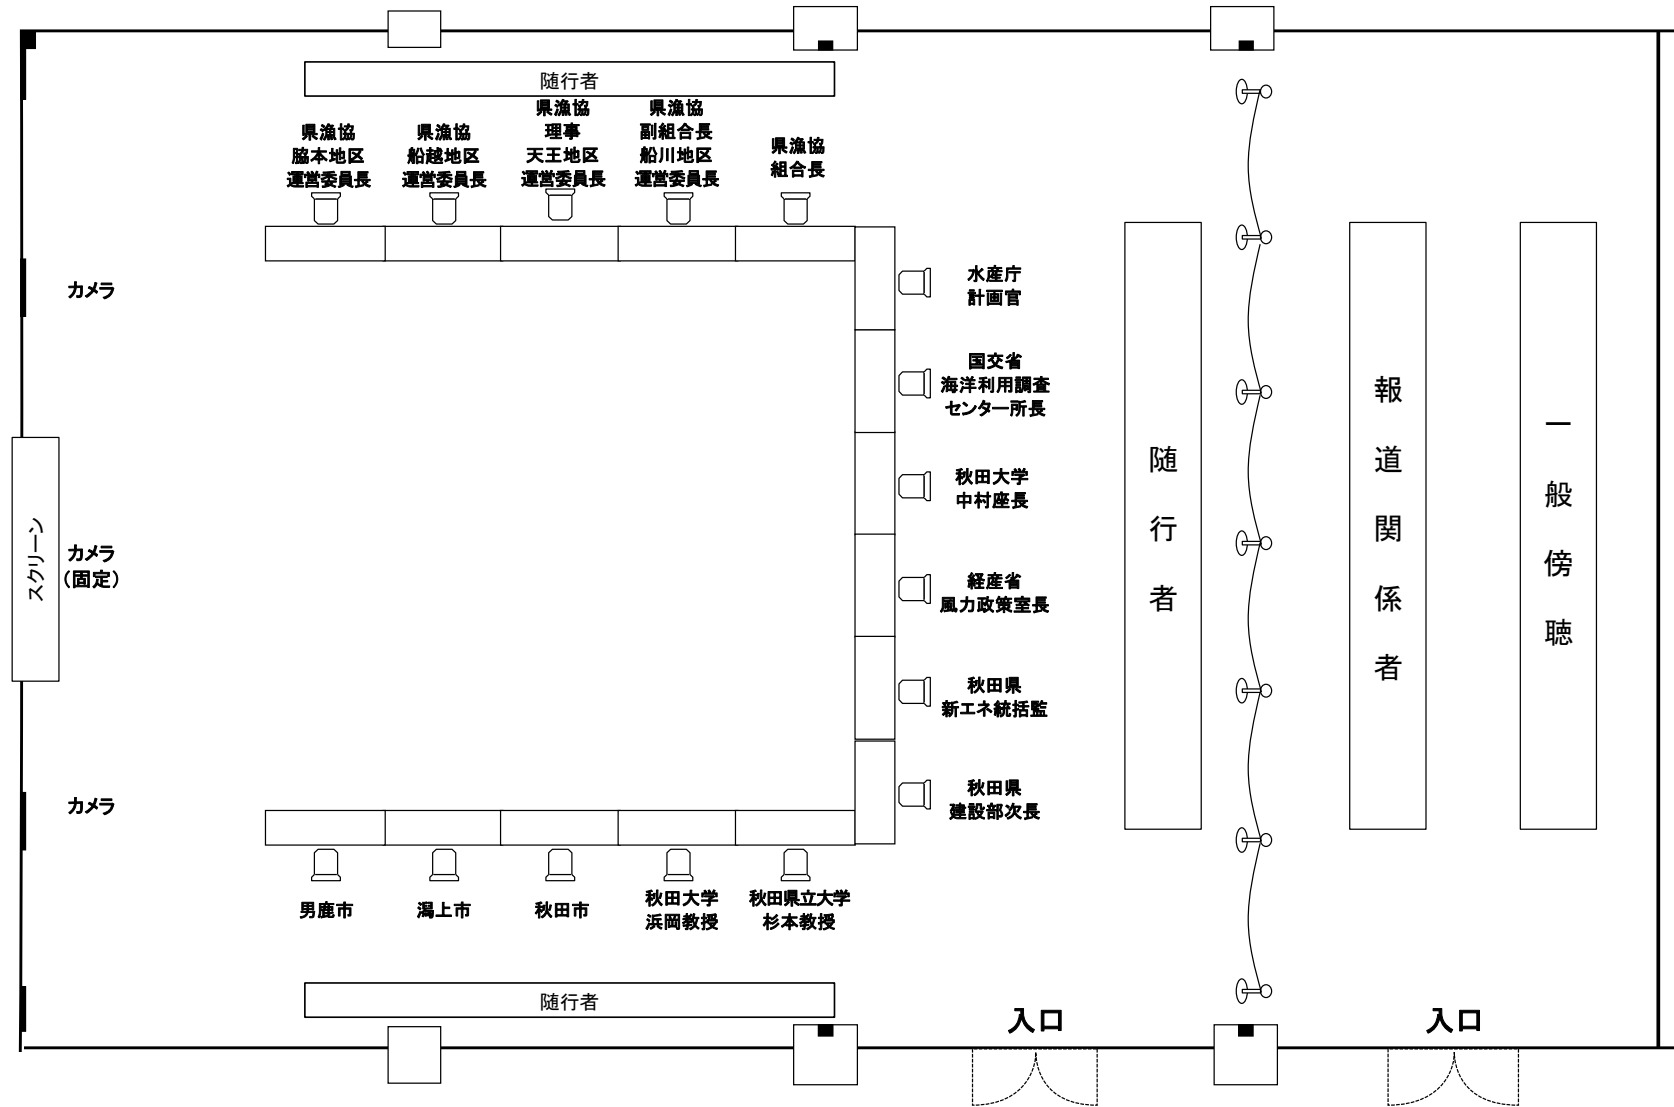 随行者
県漁協
脇本地区
運営委員長
県漁協
船越地区
運営委員長
県漁協
理事
天王地区
運営委員長
県漁協
副組合長
船川地区
運営委員長
県漁協
組合長
カメラ
水産庁
計画官
国交省
海洋利用調査
センター所長
秋田大学
中村座長
経産省
風力政策室長
秋田県
新エネ統括監
秋田県
建設部次長
スクリーン
カメラ
（固定）
カメラ
男鹿市
潟上市
秋田市
秋田大学
浜岡教授
秋田県立大学
杉本教授
随行者
随行者
報道関係者
一般傍聴
入口
入口